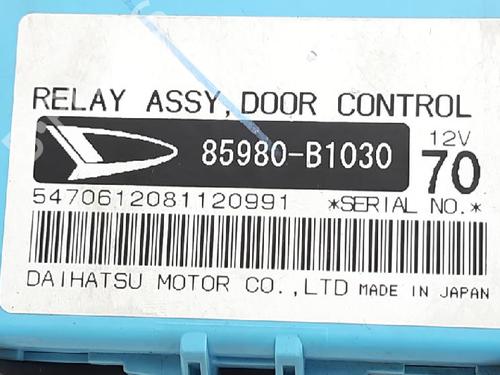 RELAY ASSY, DOOR CONTROL
85980-B1030
12V
70
5470612081120991
*SERIAL NO.*
DAIHATSU MOTOR CO., LTD MADE IN JAPAN